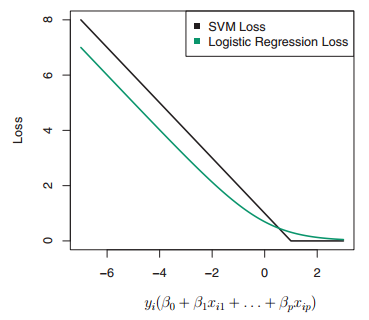 SVM Loss
Logistic Regression Loss
Loss
8
6
4
2
0
−6 −4 −2 0 2
yᵢ(β₀ + β₁xᵢ₁ + . . . + βₚxᵢₚ)